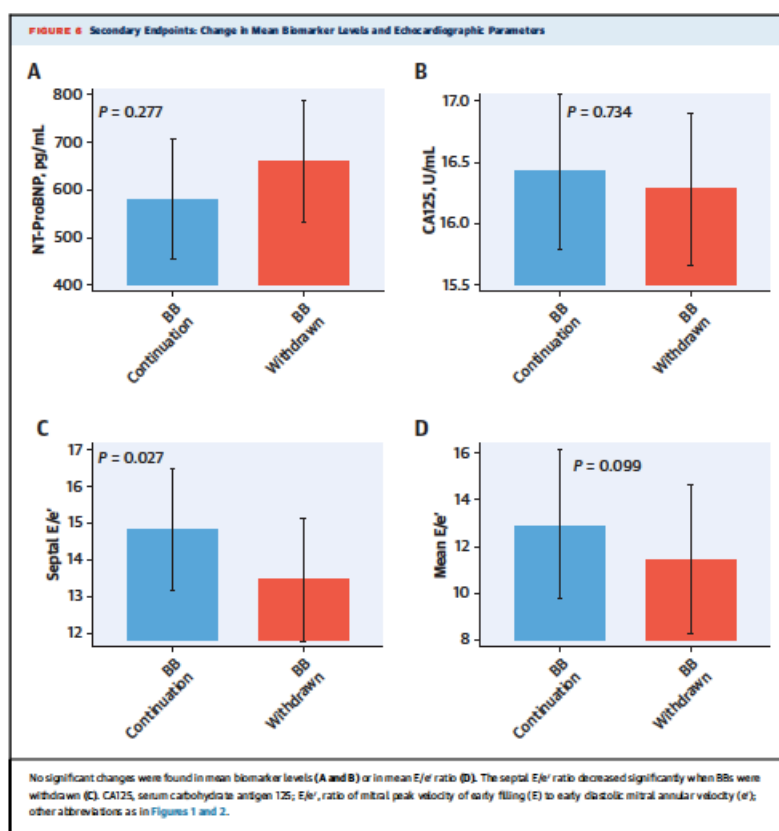 FIGURE 6 Secondary Endpoints: Change in Mean Biomarker Levels and Echocardiographic Parameters
A
NT-ProBNP, pg/mL
800
700
600
500
400
P = 0.277
BB Continuation
BB Withdrawn
B
CA125, U/mL
17.0
16.5
16.0
15.5
P = 0.734
BB Continuation
BB Withdrawn
C
Septal E/e'
17
16
15
14
13
12
P = 0.027
BB Continuation
BB Withdrawn
D
Mean E/e'
16
14
12
10
8
P = 0.099
BB Continuation
BB Withdrawn
No significant changes were found in mean biomarker levels (A and B) or in mean E/e' ratio (D). The septal E/e' ratio decreased significantly when BBs were
withdrawn (C). CA125, serum carbohydrate antigen 125; E/e', ratio of mitral peak velocity of early filling (E) to early diastolic mitral annular velocity (e');
other abbreviations as in Figures 1 and 2.